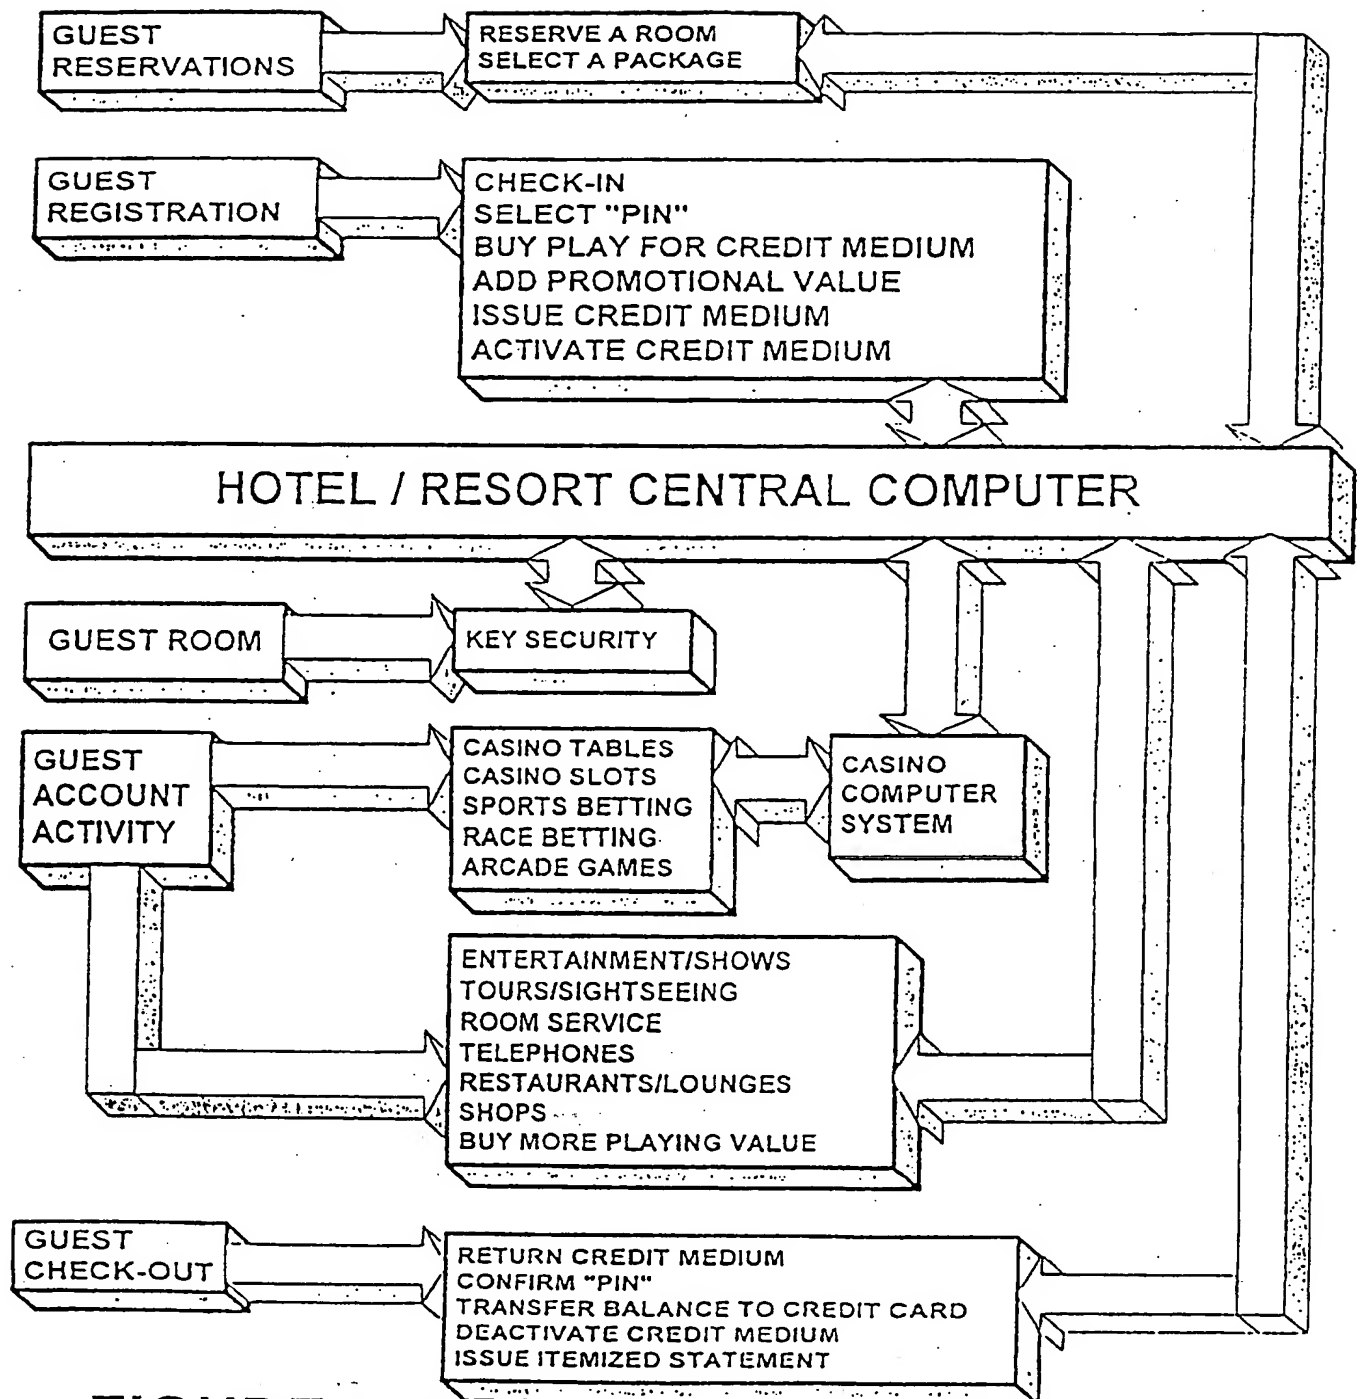 GUEST
RESERVATIONS
RESERVE A ROOM
SELECT A PACKAGE
GUEST
REGISTRATION
CHECK-IN
SELECT "PIN"
BUY PLAY FOR CREDIT MEDIUM
ADD PROMOTIONAL VALUE
ISSUE CREDIT MEDIUM
ACTIVATE CREDIT MEDIUM
HOTEL / RESORT CENTRAL COMPUTER
GUEST ROOM
KEY SECURITY
GUEST
ACCOUNT
ACTIVITY
CASINO TABLES
CASINO SLOTS
SPORTS BETTING
RACE BETTING
ARCADE GAMES
CASINO
COMPUTER
SYSTEM
ENTERTAINMENT/SHOWS
TOURS/SIGHTSEEING
ROOM SERVICE
TELEPHONES
RESTAURANTS/LOUNGES
SHOPS
BUY MORE PLAYING VALUE
GUEST
CHECK-OUT
RETURN CREDIT MEDIUM
CONFIRM "PIN"
TRANSFER BALANCE TO CREDIT CARD
DEACTIVATE CREDIT MEDIUM
ISSUE ITEMIZED STATEMENT